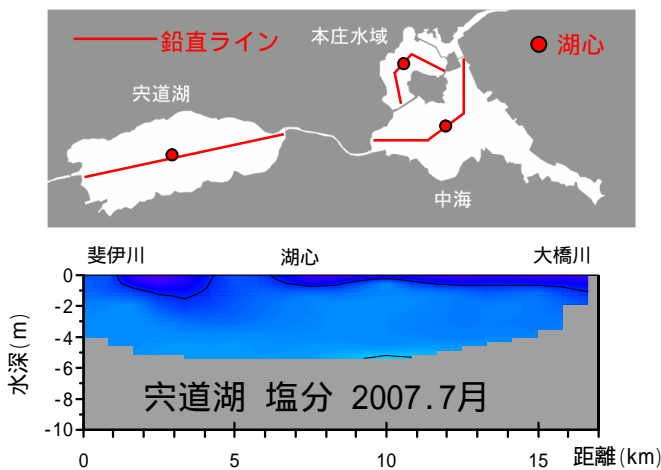 鉛直ライン
本庄水域
湖心
宍道湖
中海
斐伊川 湖心 大橋川
0
-2
-4
-6
-8
-10
水深(m)
宍道湖 塩分 2007.7月
0 5 10 15 距離(km)